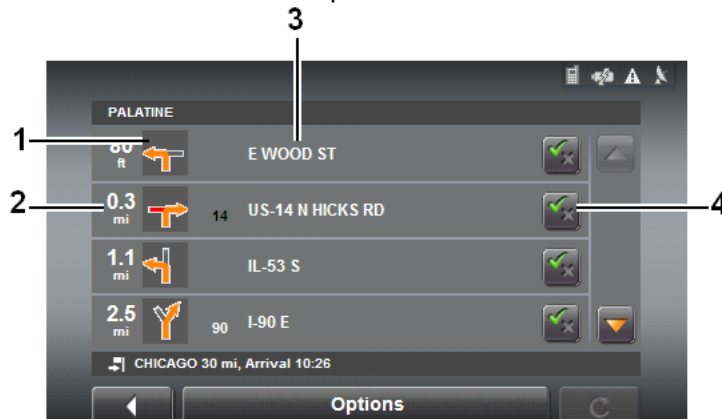 3
PALATINE
1
80 ft
E WOOD ST
2
0.3 mi
14
US-14 N HICKS RD
4
1.1 mi
IL-53 S
2.5 mi
90
I-90 E
CHICAGO 30 mi, Arrival 10:26
Options